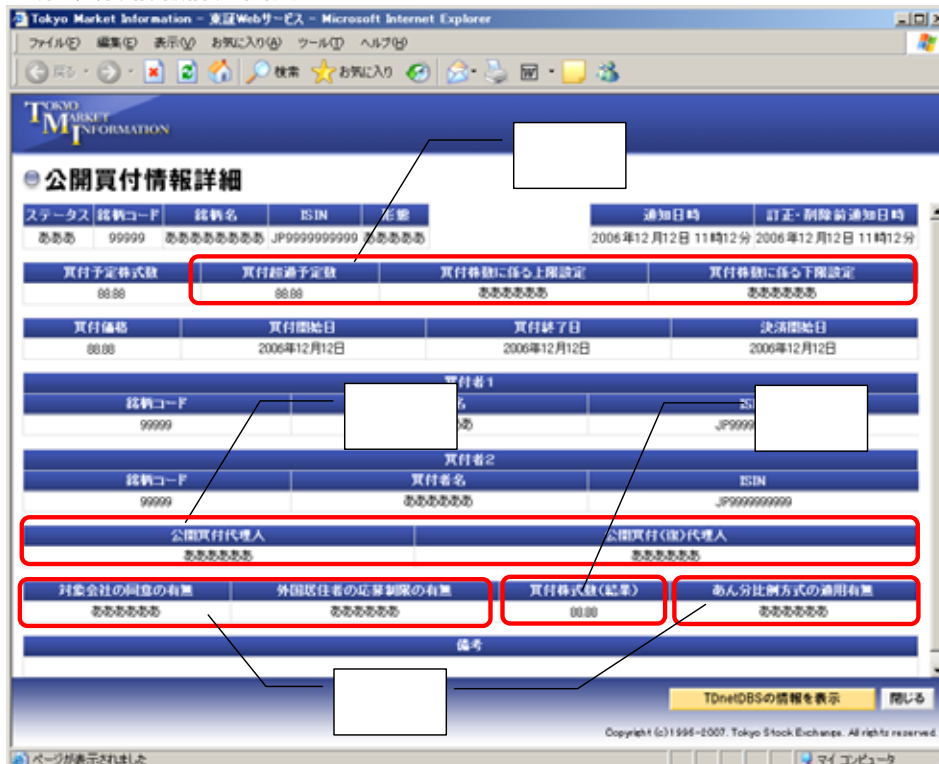 Tokyo Market Information - 東証Webサービス - Microsoft Internet Explorer
ファイル(F) 編集(E) 表示(V) お気に入り(A) ツール(T) ヘルプ(H)
戻る 検索 お気に入り
TOKYO
MARKET
INFORMATION
公開買付情報詳細
ステータス 銘柄コード 銘柄名 ISIN 形態 通知日時 訂正・削除前通知日時
あああ 99999 ああああああああ JP9999999999 あああああ 2006年12月12日 11時12分 2006年12月12日 11時12分
買付予定株式数 買付超過予定数 買付株数に係る上限設定 買付株数に係る下限設定
88.88 88.88 ああああああ ああああああ
買付価格 買付開始日 買付終了日 決済開始日
88.88 2006年12月12日 2006年12月12日 2006年12月12日
買付者1
銘柄コード 名
99999 JP9999
買付者2
銘柄コード 買付者名 ISIN
99999 ああああああ JP9999999999
公開買付代理人 公開買付(復)代理人
ああああああ ああああああ
対象会社の同意の有無 外国居住者の応募制限の有無 買付株式数(結果) あん分比例方式の適用有無
ああああああ ああああああ 88.88 ああああああ
備考
TDnetDBSの情報を表示 閉じる
Copyright (c)1996-2007. Tokyo Stock Exchange. All rights reserved.
ページが表示されました マイ コンピュータ